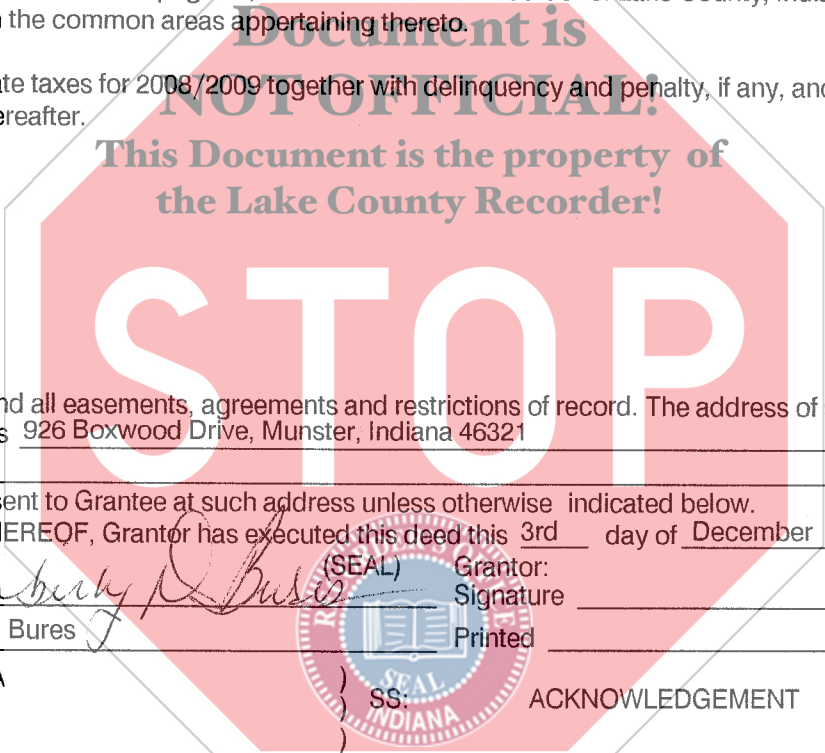 the common areas appertaining thereto.
Document is
te taxes for 2008/2009 together with delinquency and penalty, if any, and
NOT OFFICIAL!
ereafter.
This Document is the property of
the Lake County Recorder!
STOP
nd all easements, agreements and restrictions of record. The address of
s 926 Boxwood Drive, Munster, Indiana 46321
sent to Grantee at such address unless otherwise indicated below.
EREOF, Grantor has executed this deed this 3rd day of December
(SEAL) Grantor:
Signature
Bures
Printed
A
) SS: ACKNOWLEDGEMENT
)
RECORDER'S OFFICE
SEAL
INDIANA